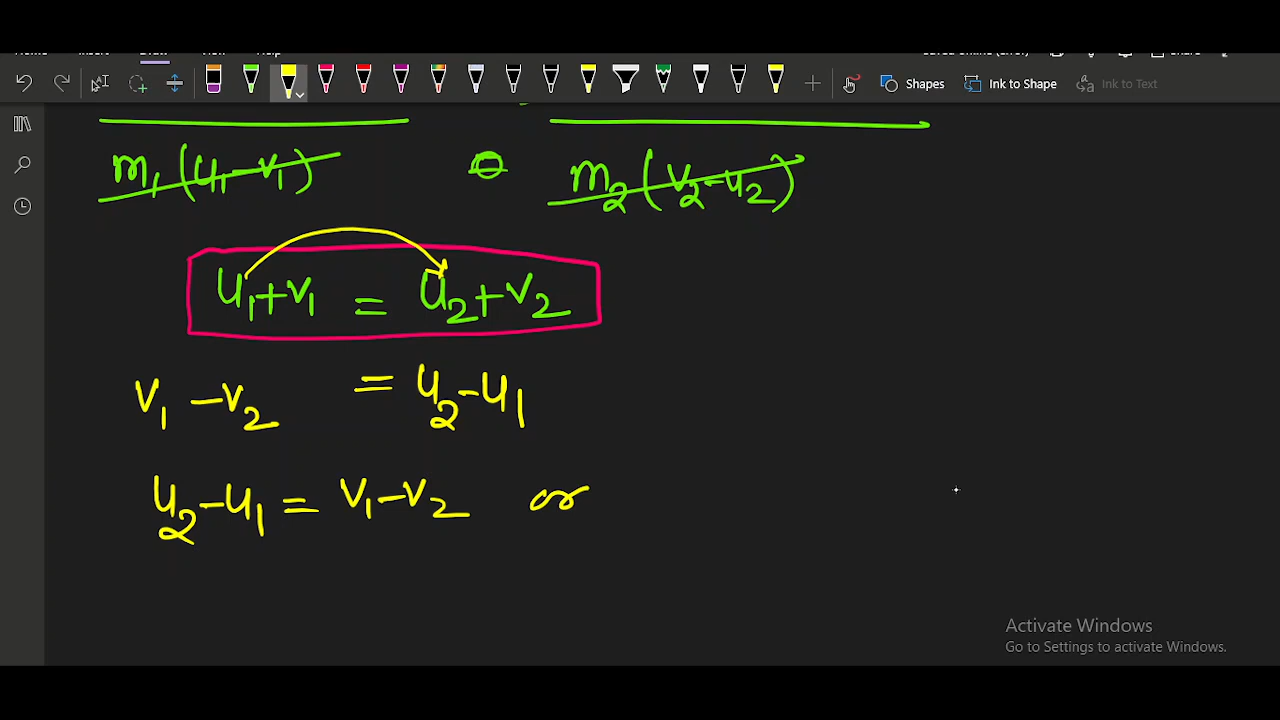 Shapes Ink to Shape Ink to Text
m₁(u₁-v₁) m₂(v₂-u₂)
u₁+v₁ = u₂+v₂
v₁-v₂ = u₂-u₁
u₂-u₁ = v₁-v₂ or
Activate Windows
Go to Settings to activate Windows.